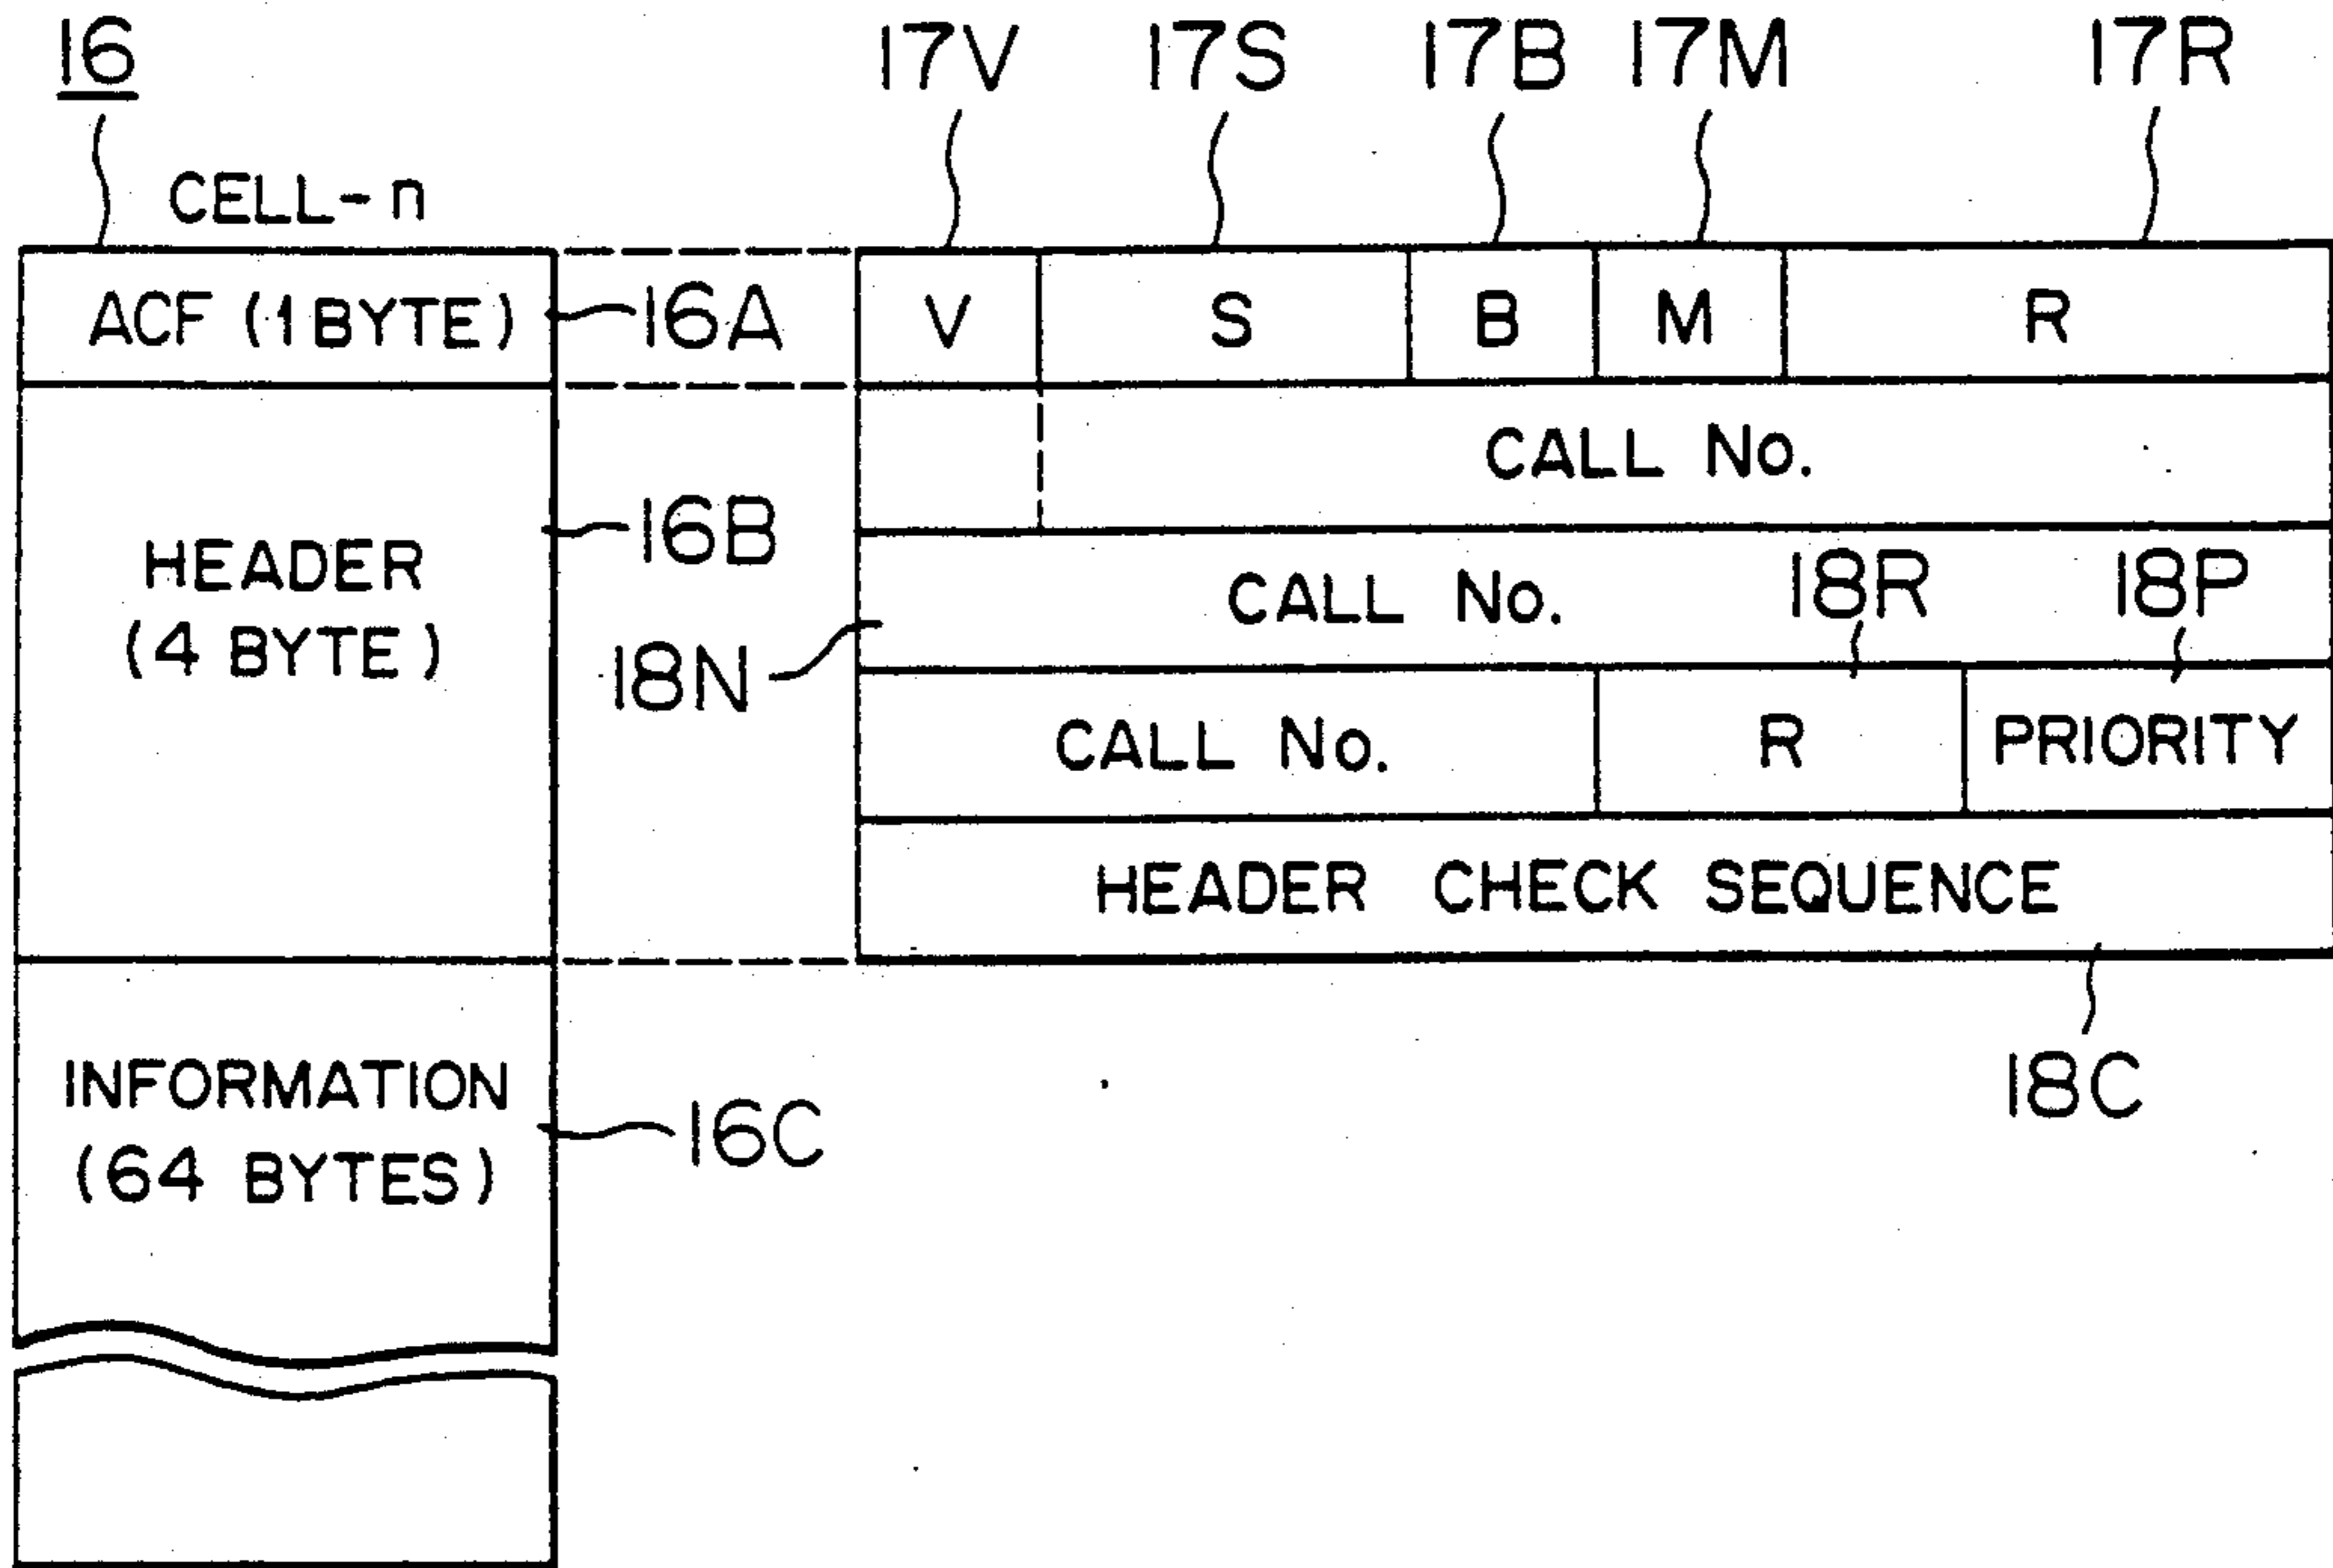 16
17V 17S 17B 17M 17R
CELL-n
ACF (1 BYTE)
16A
V S B M R
CALL No.
HEADER
(4 BYTE)
16B
18N
CALL No.
18R 18P
CALL No. R PRIORITY
HEADER CHECK SEQUENCE
18C
INFORMATION
(64 BYTES)
16C